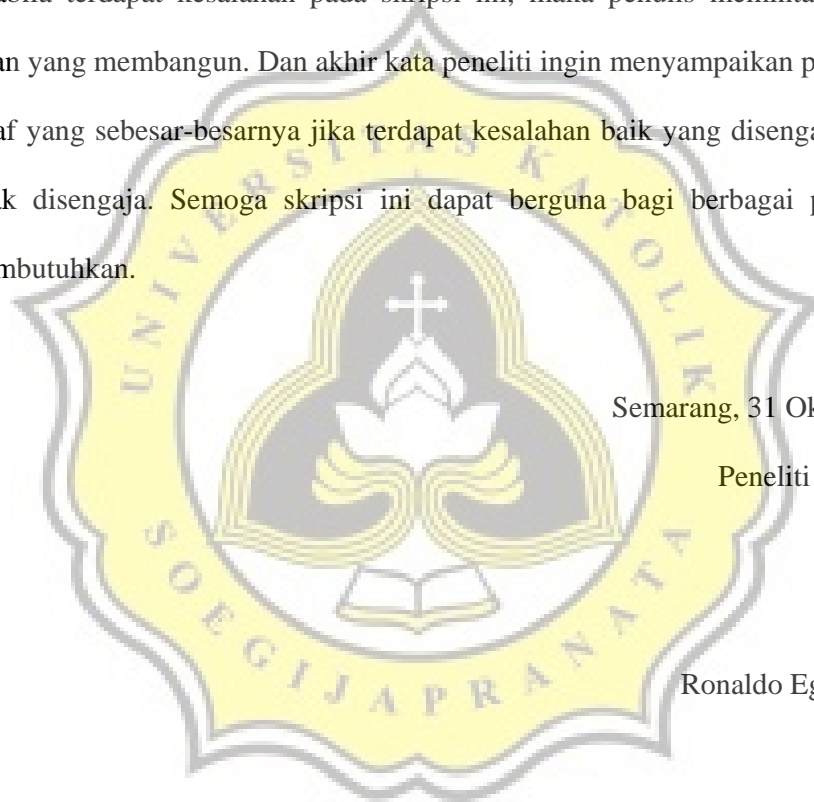 terdapat kesalahan pada skripsi ini, maka penulis meminta
yang membangun. Dan akhir kata peneliti ingin menyampaikan p
af yang sebesar-besarnya jika terdapat kesalahan baik yang disenga
ak disengaja. Semoga skripsi ini dapat berguna bagi berbagai p
mbutuhkan.
Semarang, 31 Ok
Peneliti
Ronaldo Eg
UNIVERSITAS KATOLIK
SOEGIJAPRANATA